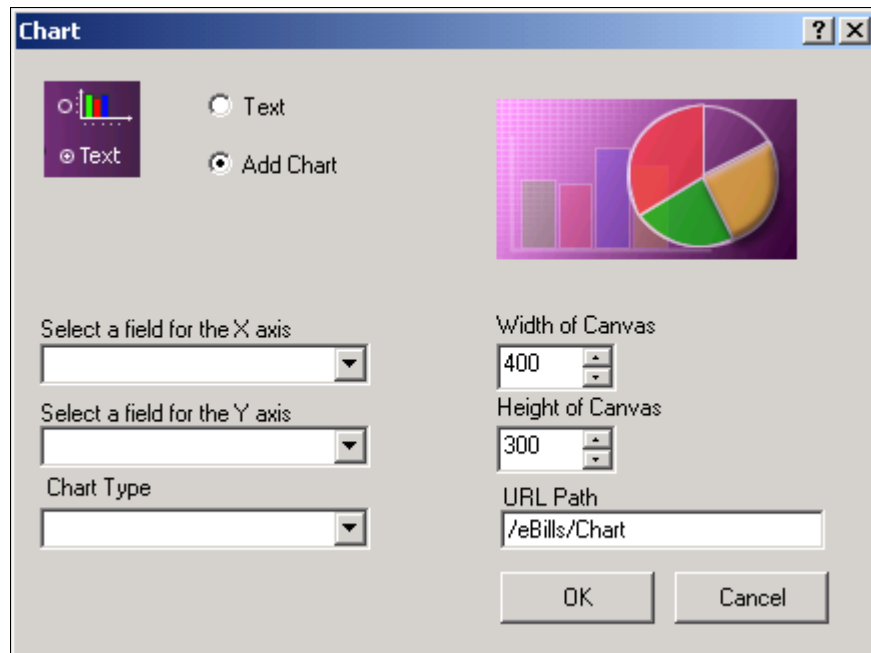 Chart
Text
Text
Add Chart
Select a field for the X axis
Width of Canvas
400
Select a field for the Y axis
Height of Canvas
300
Chart Type
URL Path
/eBills/Chart
OK
Cancel